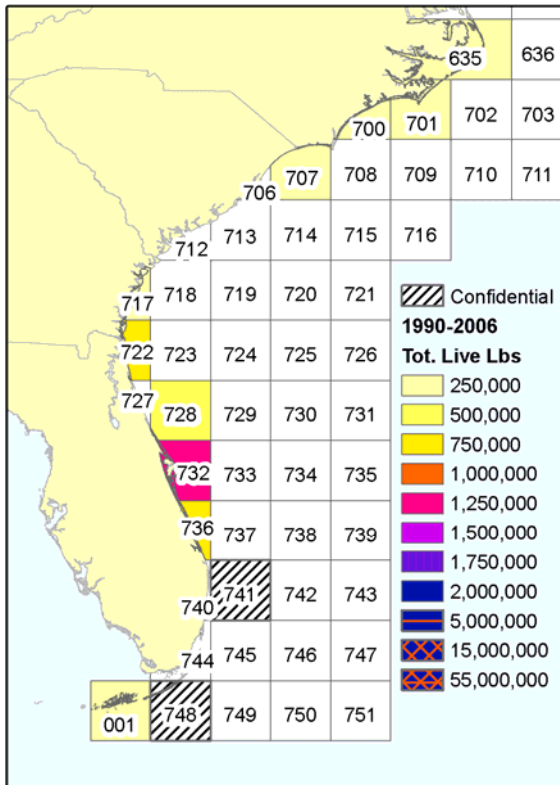 635 636
700 701 702 703
706 707 708 709 710 711
712 713 714 715 716
717 718 719 720 721
722 723 724 725 726
727 728 729 730 731
732 733 734 735
736 737 738 739
740 741 742 743
744 745 746 747
001 748 749 750 751
Confidential
1990-2006
Tot. Live Lbs
250,000
500,000
750,000
1,000,000
1,250,000
1,500,000
1,750,000
2,000,000
5,000,000
15,000,000
55,000,000